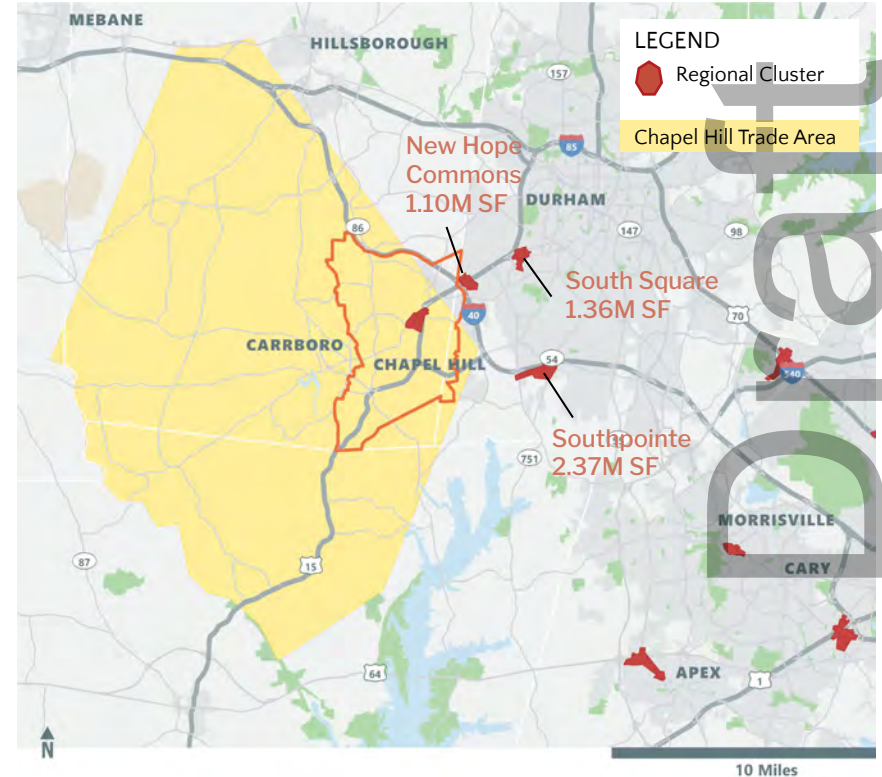 MEBANE
HILLSBOROUGH
LEGEND
Regional Cluster
Chapel Hill Trade Area
157
85
New Hope
Commons
1.10M SF
DURHAM
86
147
98
South Square
1.36M SF
40
70
CARRBORO
CHAPEL HILL
54
540
Southpointe
2.37M SF
751
55
MORRISVILLE
CARY
87
15
64
APEX
1
N
10 Miles
Draft